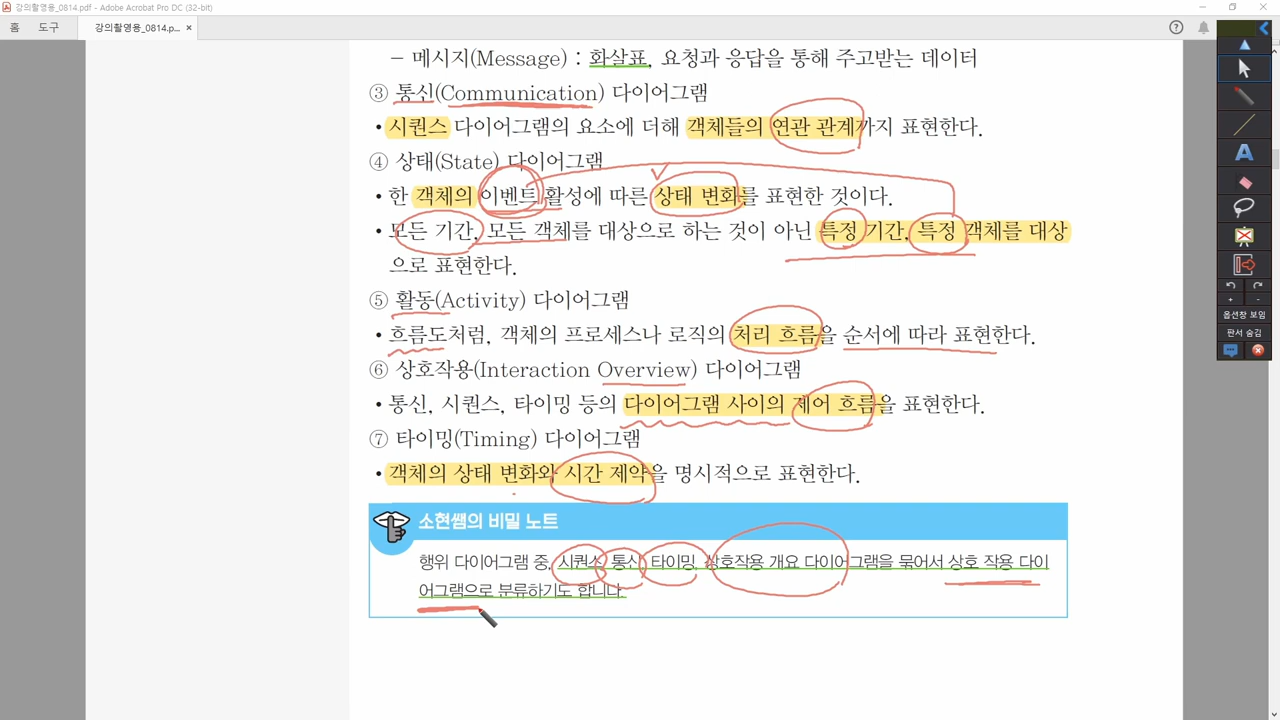 강의촬영용_0814.pdf - Adobe Acrobat Pro DC (32-bit)
홈 도구 강의촬영용_0814.p... ×
– 메시지(Message) : 화살표, 요청과 응답을 통해 주고받는 데이터
③ 통신(Communication) 다이어그램
• 시퀀스 다이어그램의 요소에 더해 객체들의 연관 관계까지 표현한다.
④ 상태(State) 다이어그램
• 한 객체의 이벤트 활성에 따른 상태 변화를 표현한 것이다.
• 모든 기간, 모든 객체를 대상으로 하는 것이 아닌 특정 기간, 특정 객체를 대상
으로 표현한다.
⑤ 활동(Activity) 다이어그램
• 흐름도처럼, 객체의 프로세스나 로직의 처리 흐름을 순서에 따라 표현한다.
⑥ 상호작용(Interaction Overview) 다이어그램
• 통신, 시퀀스, 타이밍 등의 다이어그램 사이의 제어 흐름을 표현한다.
⑦ 타이밍(Timing) 다이어그램
• 객체의 상태 변화와 시간 제약을 명시적으로 표현한다.
소현쌤의 비밀 노트
행위 다이어그램 중, 시퀀스, 통신, 타이밍, 상호작용 개요 다이어그램을 묶어서 상호 작용 다이
어그램으로 분류하기도 합니다.
옵션창 보임
판서 숨김